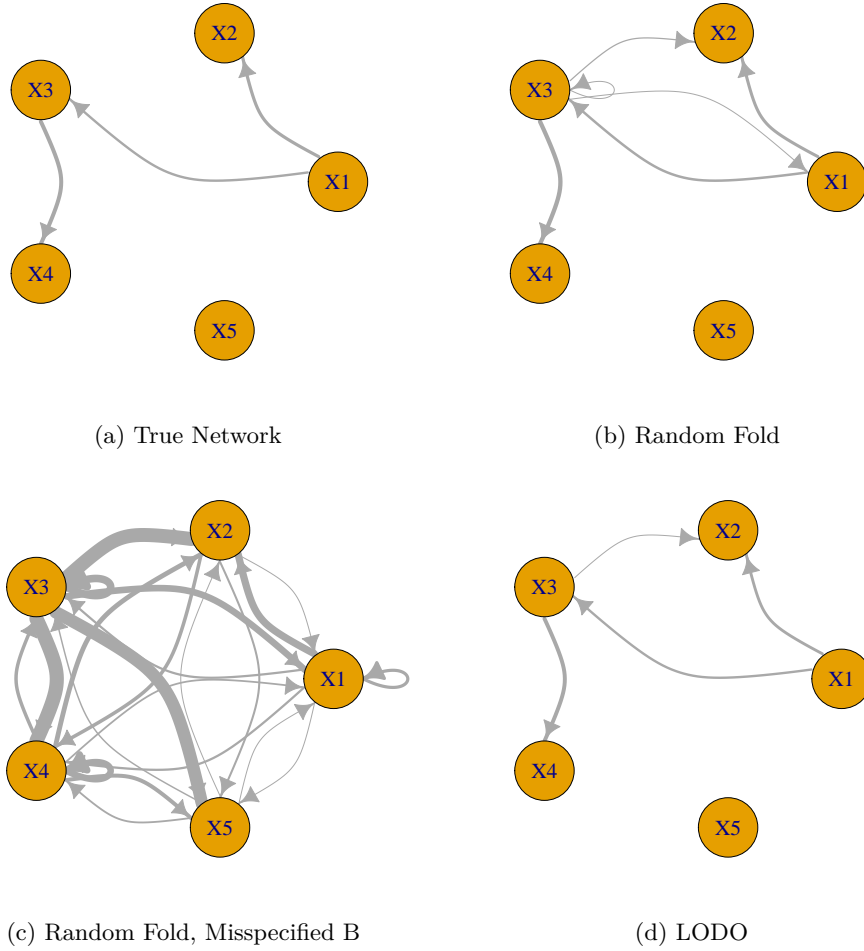 X2
X3
X1
X4
X5
(a) True Network
X2
X3
X1
X4
X5
(b) Random Fold
X2
X3
X1
X4
X5
(c) Random Fold, Misspecified B
X2
X3
X1
X4
X5
(d) LODO